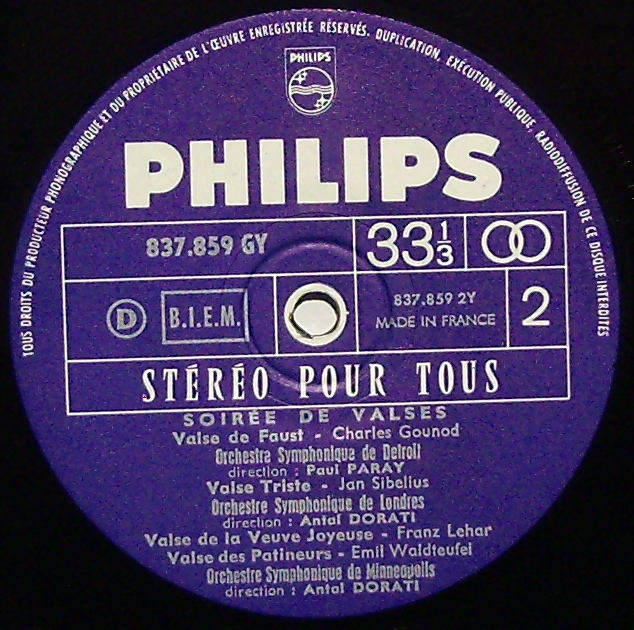 TOUS DROITS DU PRODUCTEUR PHONOGRAPHIQUE ET DU PROPRIÉTAIRE DE L'ŒUVRE ENREGISTRÉE RÉSERVÉS. DUPLICATION, EXÉCUTION PUBLIQUE, RADIODIFFUSION DE CE DISQUE INTERDITES
PHILIPS
PHILIPS
837.859 GY
33 1/3
D
B.I.E.M.
837.859 2Y
MADE IN FRANCE
2
STÉRÉO POUR TOUS
SOIRÉE DE VALSES
Valse de Faust - Charles Gounod
Orchestre Symphonique de Detroit
direction : Paul PARAY
Valse Triste - Jan Sibelius
Orchestre Symphonique de Londres
direction : Antal DORATI
Valse de la Veuve Joyeuse - Franz Lehar
Valse des Patineurs - Emil Waldteufel
Orchestre Symphonique de Minneapolis
direction : Antal DORATI